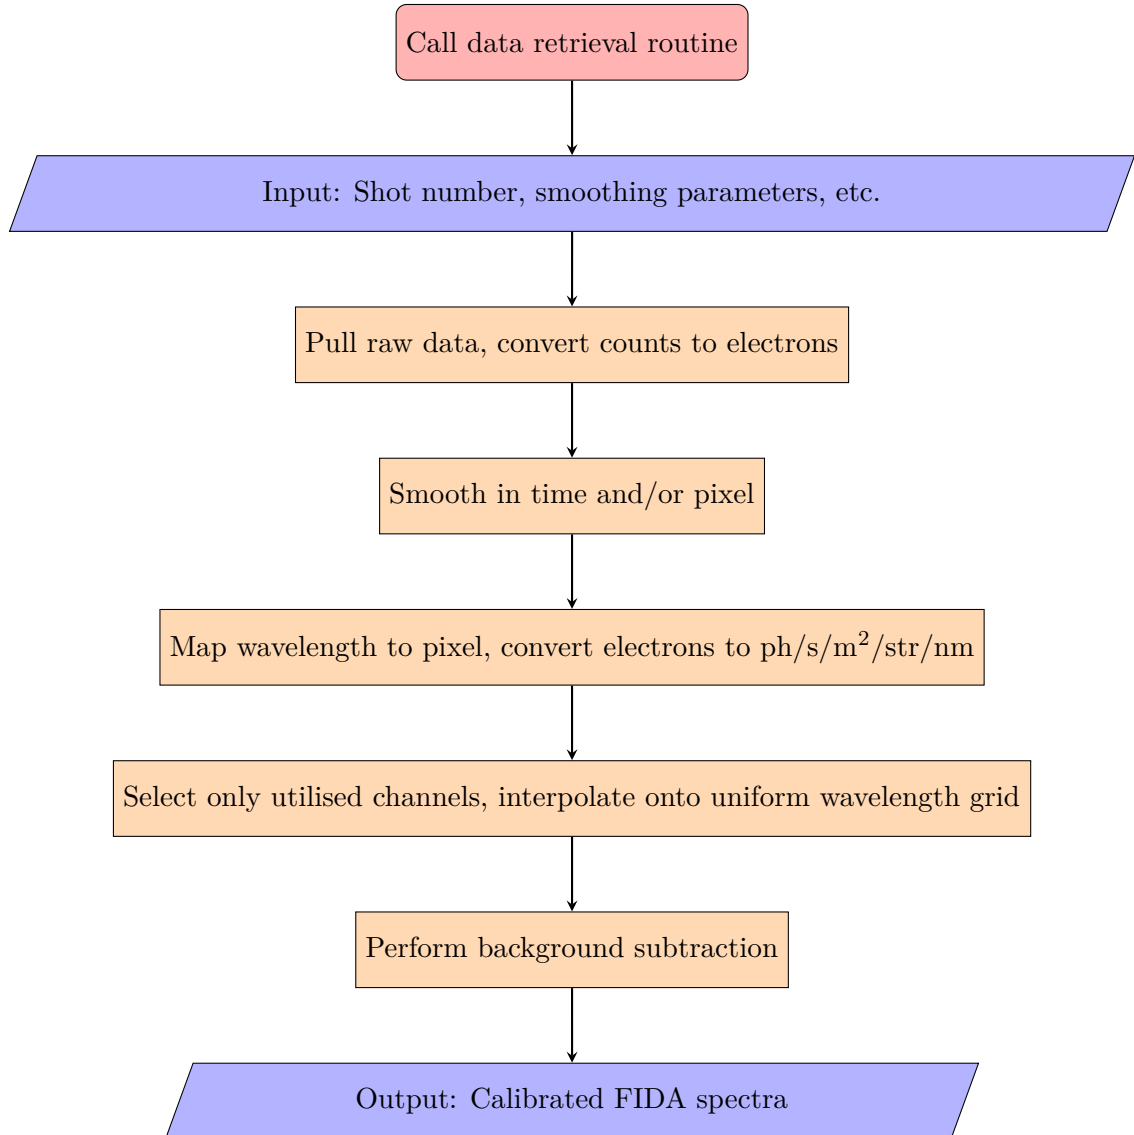 Call data retrieval routine
Input: Shot number, smoothing parameters, etc.
Pull raw data, convert counts to electrons
Smooth in time and/or pixel
Map wavelength to pixel, convert electrons to ph/s/m²/str/nm
Select only utilised channels, interpolate onto uniform wavelength grid
Perform background subtraction
Output: Calibrated FIDA spectra